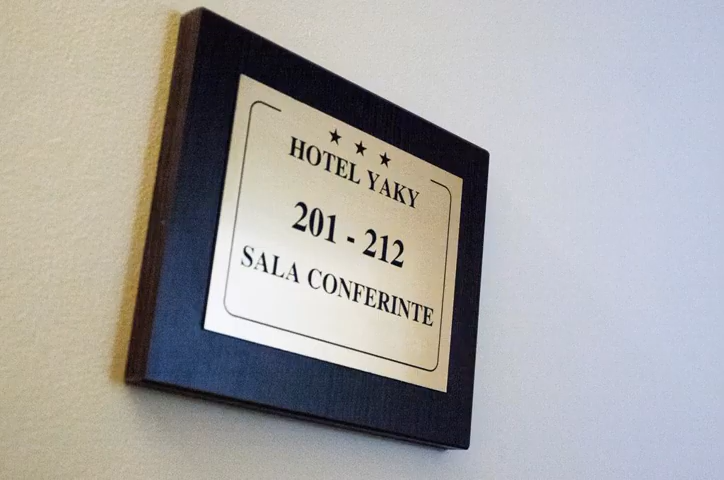 ★ ★ ★
HOTEL YAKY
201 - 212
SALA CONFERINTE